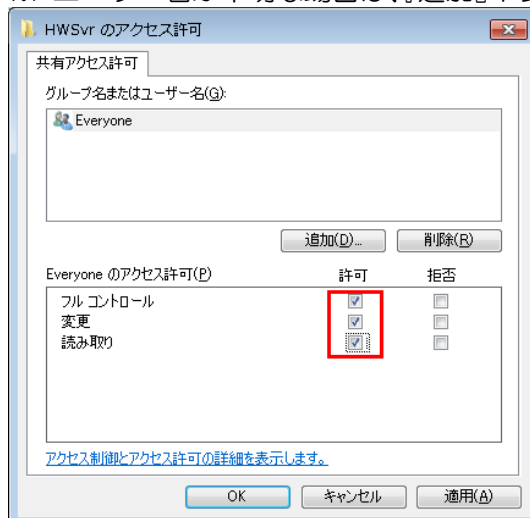 HWSvr のアクセス許可
共有アクセス許可
グループ名またはユーザー名(G):
Everyone
追加(D)... 削除(R)
Everyone のアクセス許可(P) 許可 拒否
フル コントロール
変更
読み取り
アクセス制御とアクセス許可の詳細を表示します。
OK キャンセル 適用(A)